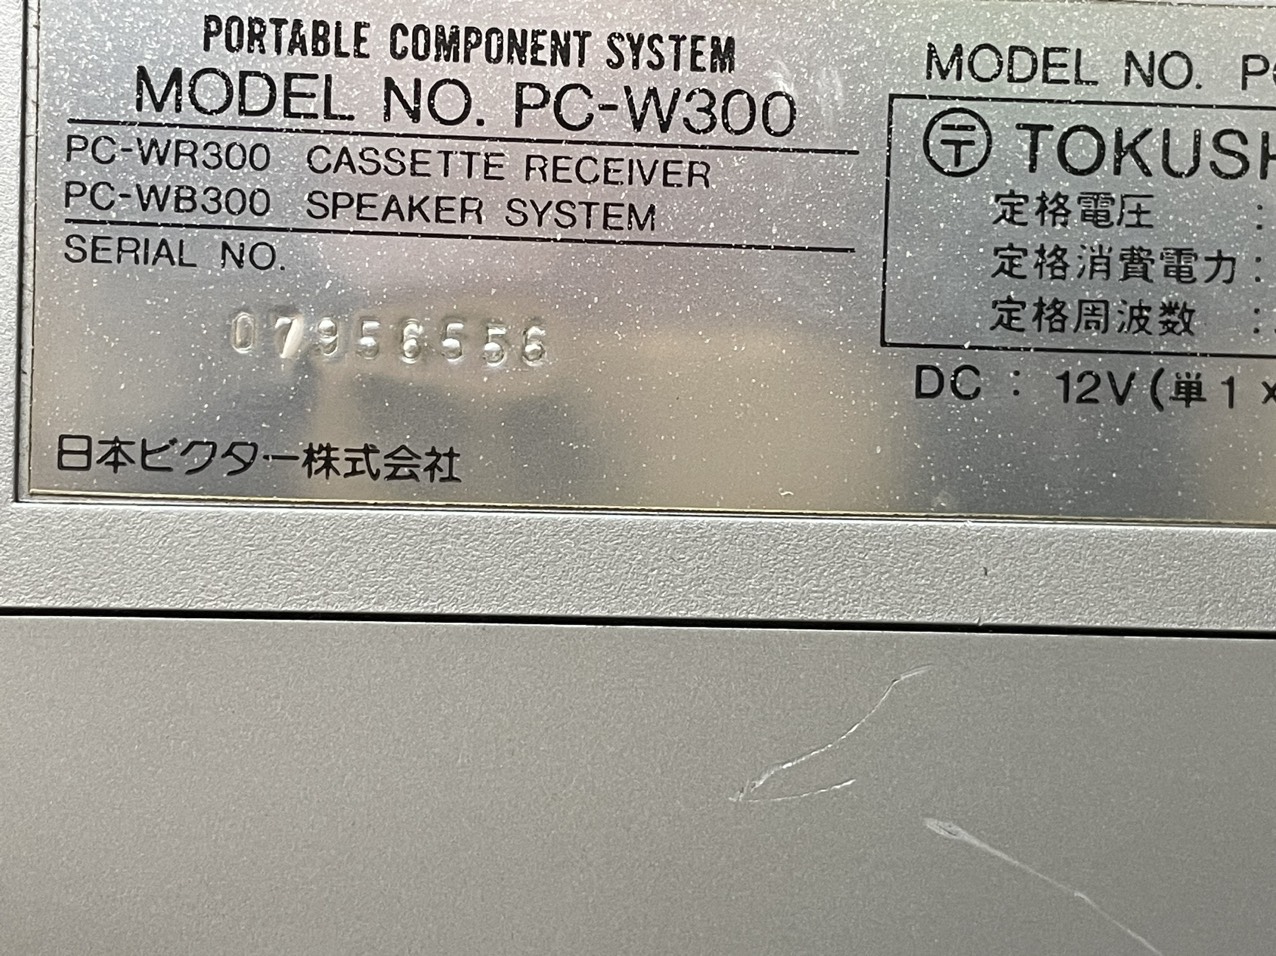 PORTABLE COMPONENT SYSTEM
MODEL NO. PC-W300
PC-WR300 CASSETTE RECEIVER
PC-WB300 SPEAKER SYSTEM
SERIAL NO.
07956556
日本ビクター株式会社
MODEL NO. P
〒 TOKUSH
定格電圧 :
定格消費電力 :
定格周波数 :
DC : 12V (単1×